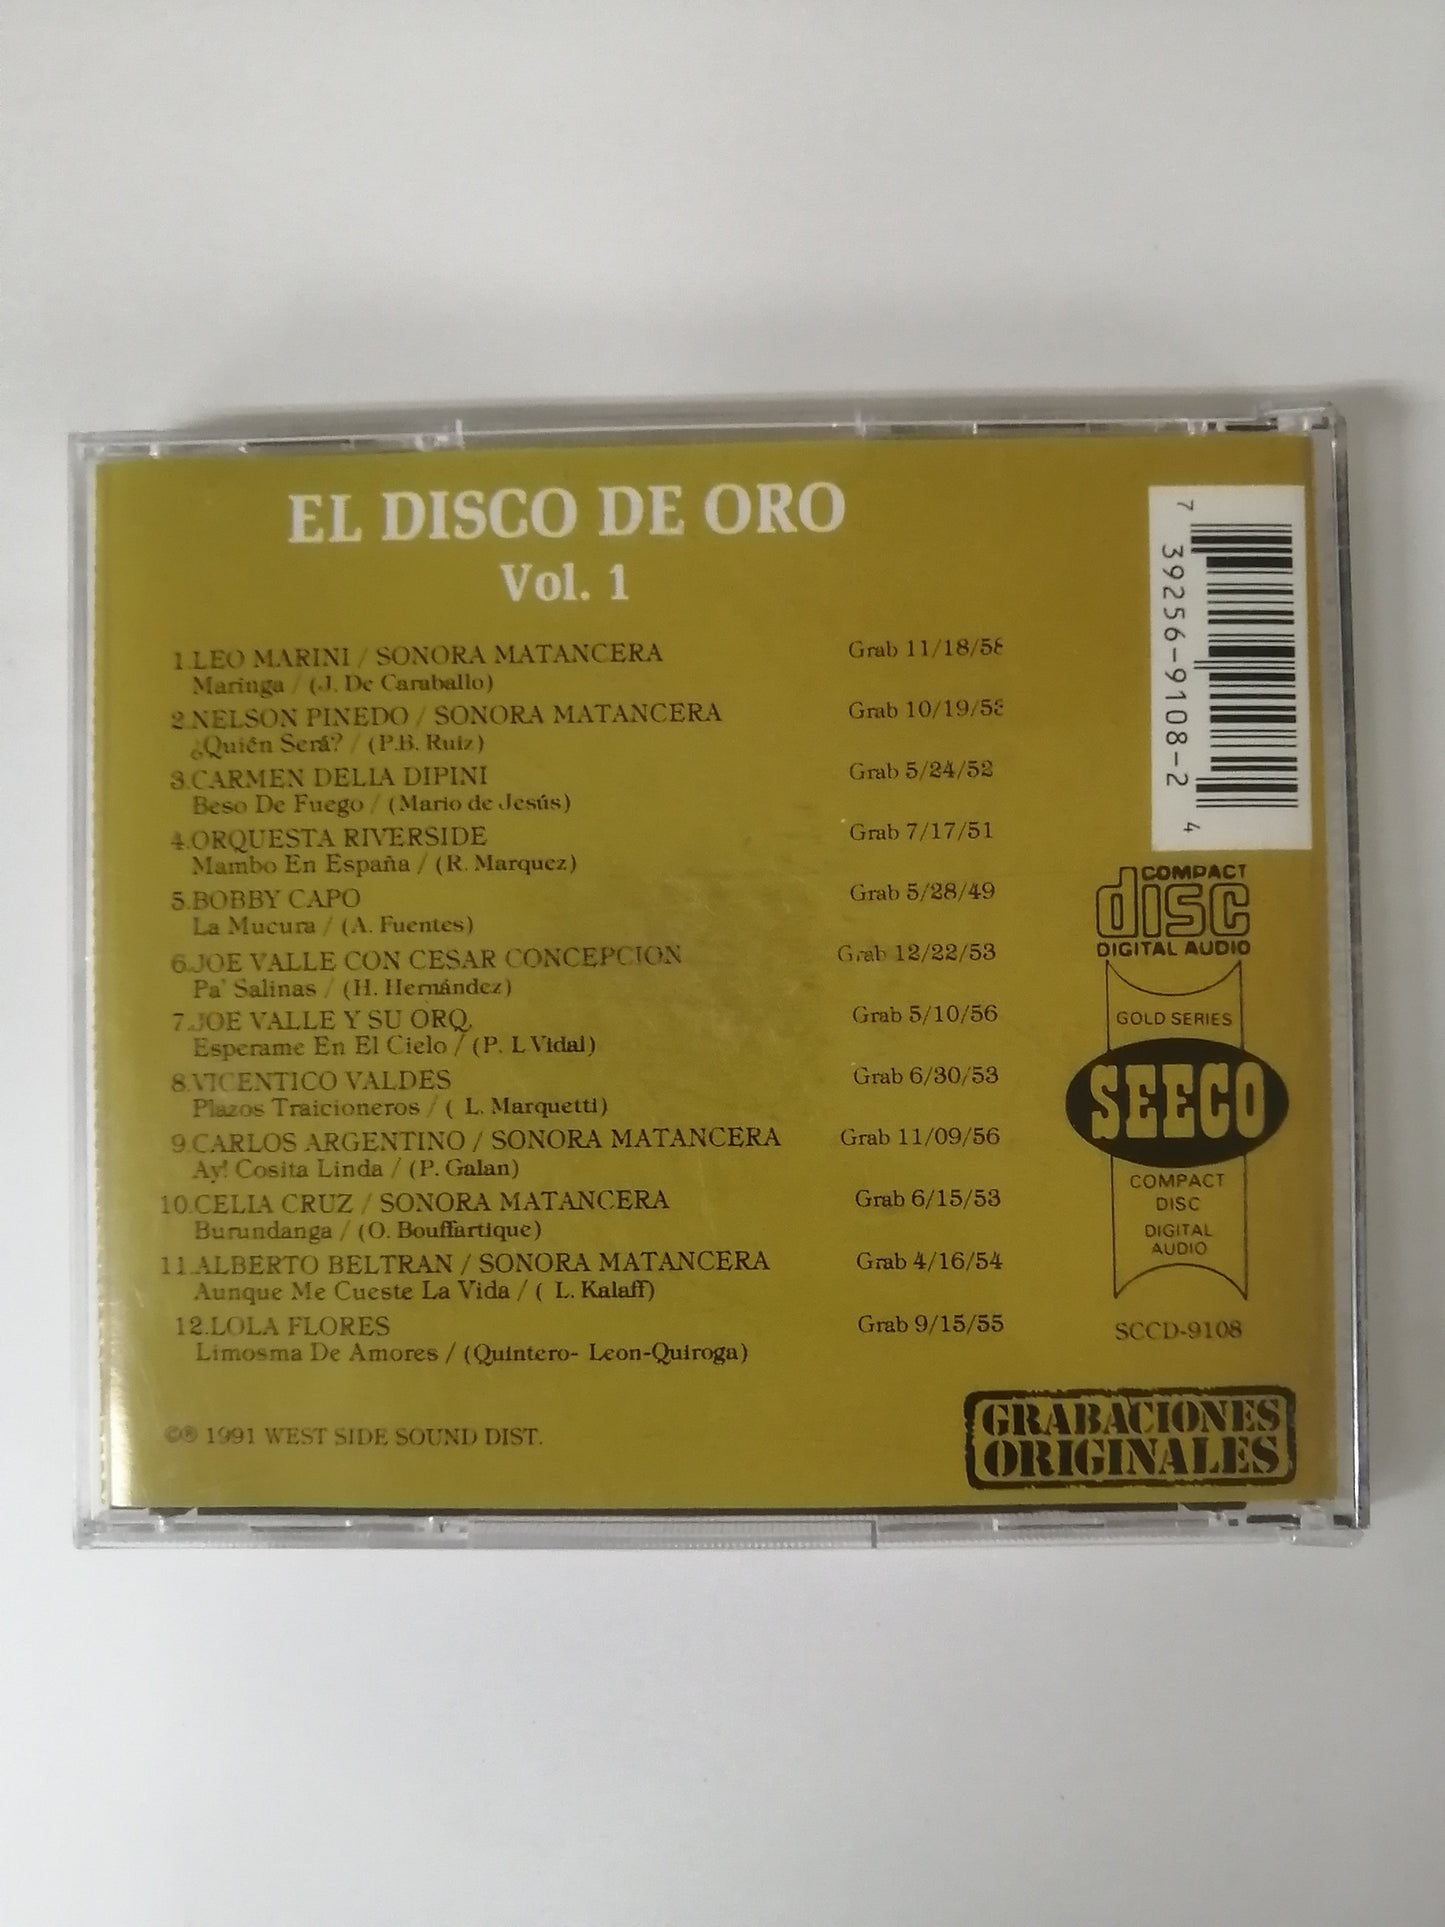 EL DISCO DE ORO
Vol. 1
1.LEO MARINI / SONORA MATANCERA Grab 11/18/58
Maringa / (J. De Caraballo)
2.NELSON PINEDO / SONORA MATANCERA Grab 10/19/53
¿Quién Será? / (P.B. Ruiz)
3.CARMEN DELIA DIPINI Grab 5/24/52
Beso De Fuego / (Mario de Jesús)
4.ORQUESTA RIVERSIDE Grab 7/17/51
Mambo En España / (R. Marquez)
5.BOBBY CAPO Grab 5/28/49
La Mucura / (A. Fuentes)
6.JOE VALLE CON CESAR CONCEPCION Grab 12/22/53
Pa' Salinas / (H. Hernández)
7.JOE VALLE Y SU ORQ. Grab 5/10/56
Esperame En El Cielo / (P. L Vidal)
8.VICENTICO VALDES Grab 6/30/53
Plazos Traicioneros / ( L. Marquetti)
9.CARLOS ARGENTINO / SONORA MATANCERA Grab 11/09/56
Ay! Cosita Linda / (P. Galan)
10.CELIA CRUZ / SONORA MATANCERA Grab 6/15/53
Burundanga / (O. Bouffartique)
11.ALBERTO BELTRAN / SONORA MATANCERA Grab 4/16/54
Aunque Me Cueste La Vida / ( L. Kalaff)
12.LOLA FLORES Grab 9/15/55
Limosma De Amores / (Quintero- Leon-Quiroga)
©℗ 1991 WEST SIDE SOUND DIST.
7 39256-9108-2 4
COMPACT
disc
DIGITAL AUDIO
GOLD SERIES
SEECO
COMPACT
DISC
DIGITAL
AUDIO
SCCD-9108
GRABACIONES
ORIGINALES